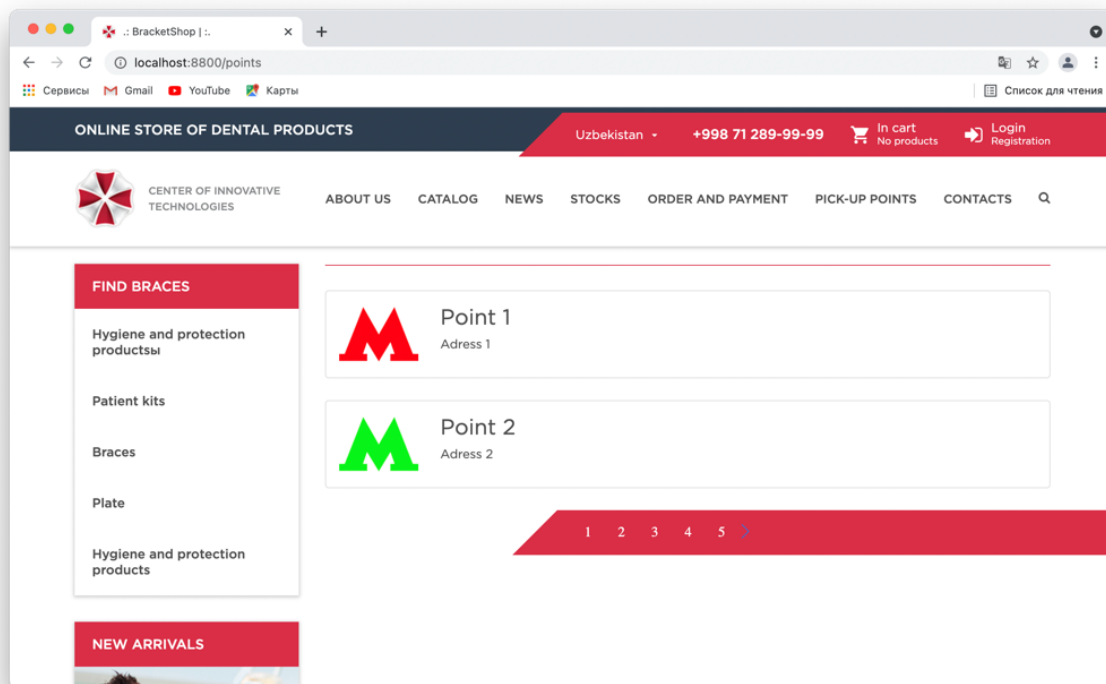 .: BracketShop | :.
localhost:8800/points
Сервисы Gmail YouTube Карты Список для чтения
ONLINE STORE OF DENTAL PRODUCTS
Uzbekistan +998 71 289-99-99
In cart
No products
Login
Registration
CENTER OF INNOVATIVE
TECHNOLOGIES
ABOUT US CATALOG NEWS STOCKS ORDER AND PAYMENT PICK-UP POINTS CONTACTS
FIND BRACES
Hygiene and protection
productsы
Patient kits
Braces
Plate
Hygiene and protection
products
NEW ARRIVALS
Point 1
Adress 1
Point 2
Adress 2
1 2 3 4 5